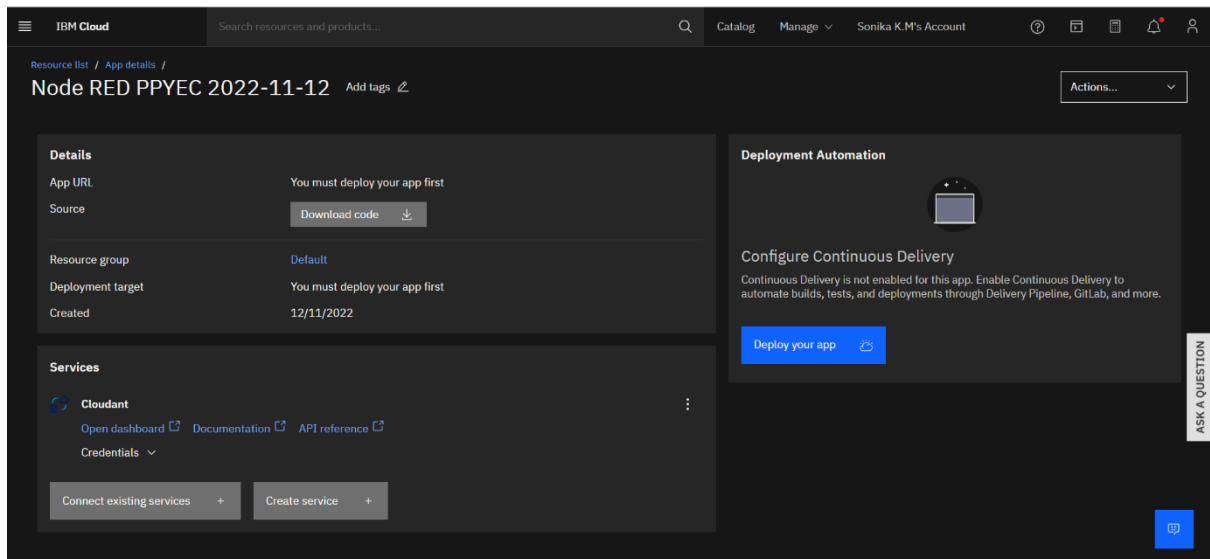 IBM Cloud
Search resources and products...
Catalog
Manage
Sonika K.M's Account
Resource list / App details /
Node RED PPYEC 2022-11-12
Add tags
Actions...
Details
App URL
You must deploy your app first
Source
Download code
Resource group
Default
Deployment target
You must deploy your app first
Created
12/11/2022
Services
Cloudant
Open dashboard
Documentation
API reference
Credentials
Connect existing services +
Create service +
Deployment Automation
Configure Continuous Delivery
Continuous Delivery is not enabled for this app. Enable Continuous Delivery to
automate builds, tests, and deployments through Delivery Pipeline, GitLab, and more.
Deploy your app
ASK A QUESTION